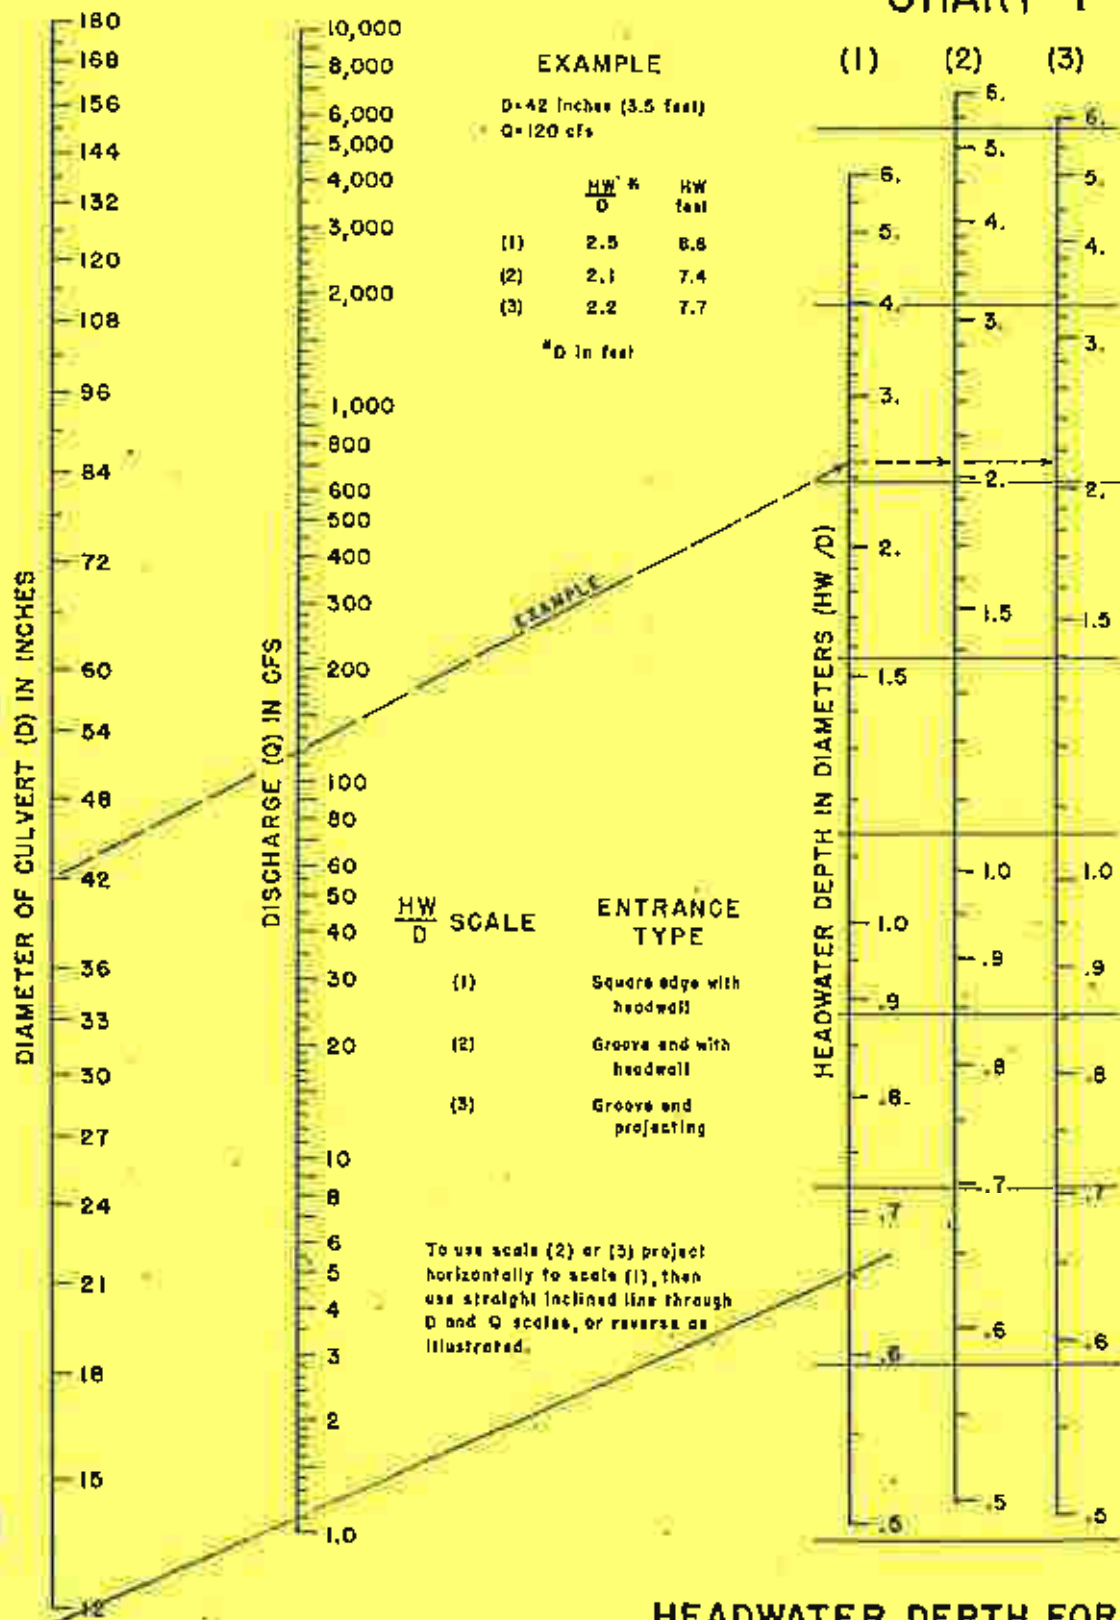 CHART 1
180
168
156
144
132
120
108
96
84
72
60
54
48
42
36
33
30
27
24
21
18
15
12
DIAMETER OF CULVERT (D) IN INCHES
10,000
8,000
6,000
5,000
4,000
3,000
2,000
1,000
800
600
500
400
300
200
100
80
60
50
40
30
20
10
8
6
5
4
3
2
1.0
DISCHARGE (Q) IN CFS
EXAMPLE
D=42 inches (3.5 feet)
Q=120 cfs
HW * HW
D feet
(1) 2.5 8.8
(2) 2.1 7.4
(3) 2.2 7.7
*D in feet
EXAMPLE
HW
D SCALE ENTRANCE
TYPE
(1) Square edge with
headwall
(2) Groove end with
headwall
(3) Groove end
projecting
To use scale (2) or (3) project
horizontally to scale (1), then
use straight inclined line through
D and Q scales, or reverse as
illustrated.
HEADWATER DEPTH IN DIAMETERS (HW/D)
(1) (2) (3)
6.
5.
4.
3.
2.
1.5
1.0
.9
.8
.7
.6
.5
6.
5.
4.
3.
2.
1.5
1.0
.9
.8
.7
.6
.5
6.
5.
4.
3.
2.
1.5
1.0
.9
.8
.7
.6
.5
HEADWATER DEPTH FOR